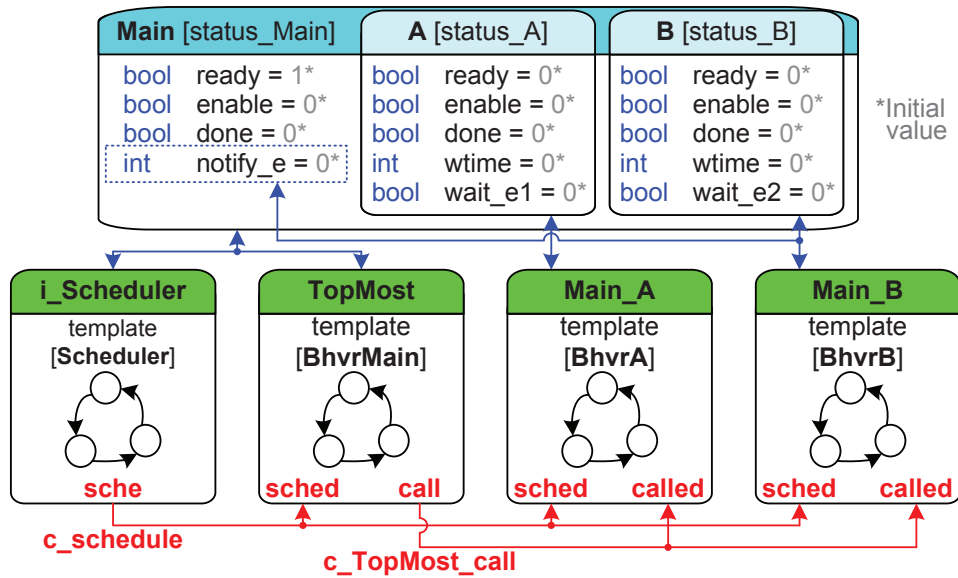 Main [status_Main]
bool ready = 1*
bool enable = 0*
bool done = 0*
int notify_e = 0*
A [status_A]
bool ready = 0*
bool enable = 0*
bool done = 0*
int wtime = 0*
bool wait_e1 = 0*
B [status_B]
bool ready = 0*
bool enable = 0*
bool done = 0*
int wtime = 0*
bool wait_e2 = 0*
*Initial
value
i_Scheduler
template
[Scheduler]
sche
TopMost
template
[BhvrMain]
sched call
Main_A
template
[BhvrA]
sched called
Main_B
template
[BhvrB]
sched called
c_schedule
c_TopMost_call